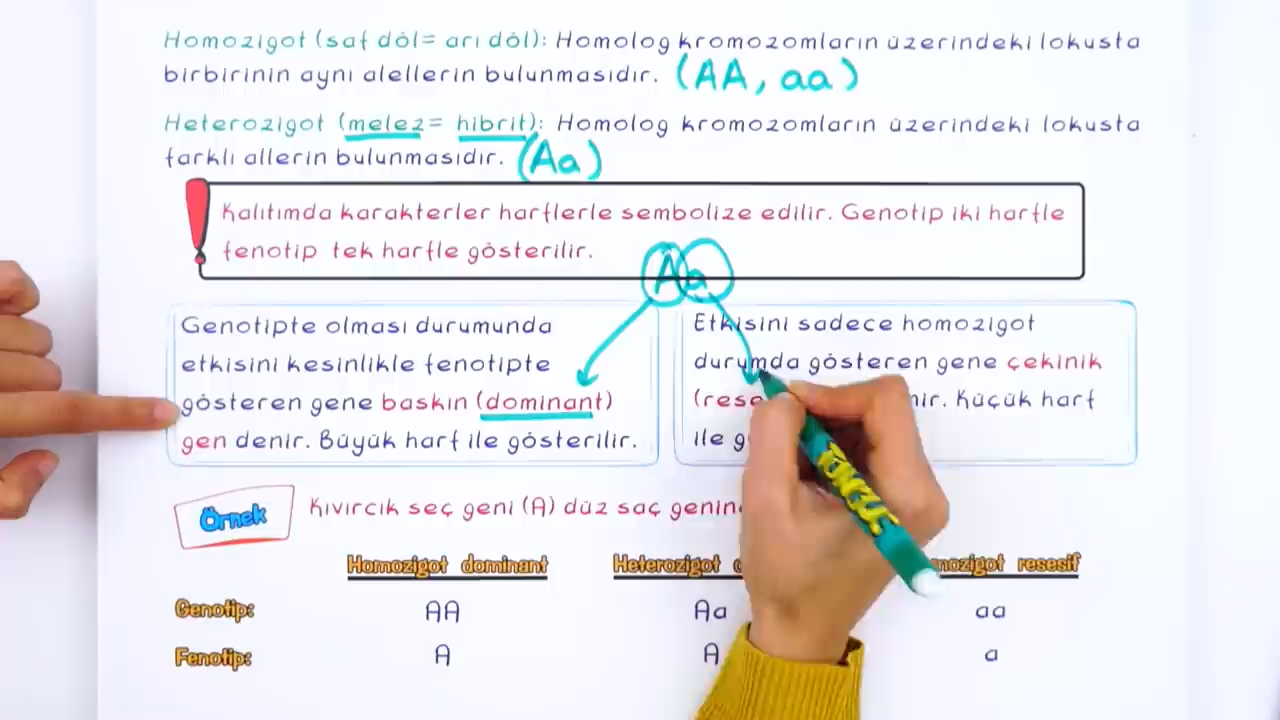 Homozigot (saf döl= arı döl): Homolog kromozomların üzerindeki lokusta
birbirinin aynı alellerin bulunmasıdır. (AA, aa)
Heterozigot (melez= hibrit): Homolog kromozomların üzerindeki lokusta
farklı allerin bulunmasıdır. (Aa)
Kalıtımda karakterler harflerle sembolize edilir. Genotip iki harfle
fenotip tek harfle gösterilir.
Aa
Genotipte olması durumunda
etkisini kesinlikle fenotipte
gösteren gene baskın (dominant)
gen denir. Büyük harf ile gösterilir.
Etkisini sadece homozigot
durumda gösteren gene çekinik
Küçük harf
ile
Örnek
Kıvırcık seç geni (A) düz saç
Homozigot dominant
Heterozigot
resesif
Genotip:
AA
Aa
aa
Fenotip:
A
A
a